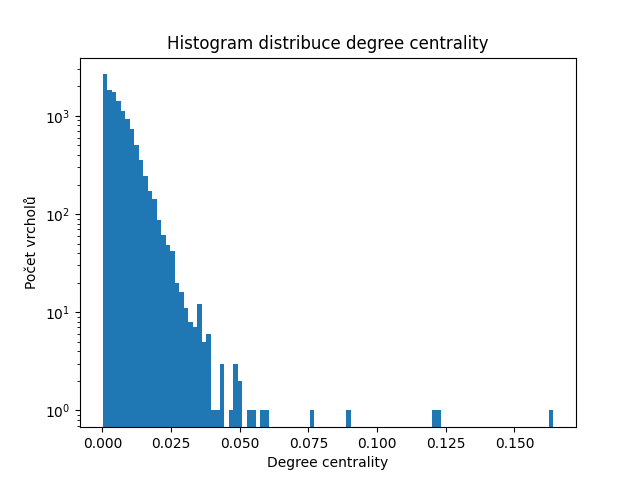 Histogram distribuce degree centrality
Počet vrcholů
10³
10²
10¹
10⁰
0.000 0.025 0.050 0.075 0.100 0.125 0.150
Degree centrality